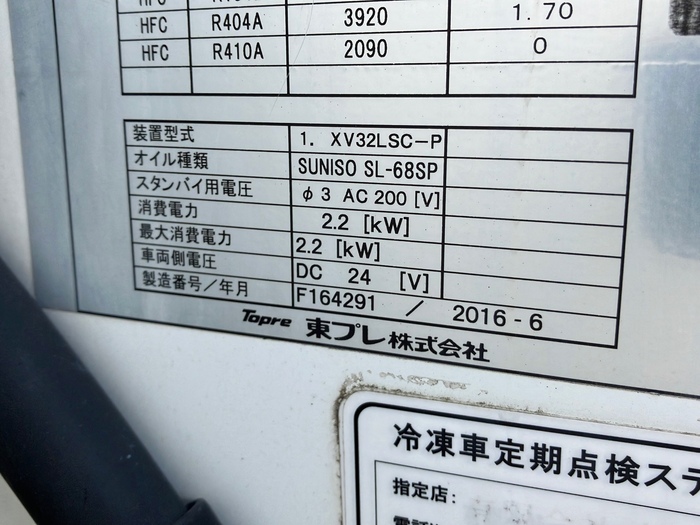 HFC R404A 3920 1.70
HFC R410A 2090 0
装置型式 1. XV32LSC-P
オイル種類 SUNISO SL-68SP
スタンバイ用電圧 φ3 AC 200 [V]
消費電力 2.2 [kW]
最大消費電力 2.2 [kW]
車両側電圧 DC 24 [V]
製造番号/年月 F164291 / 2016-6
Topre 東プレ株式会社
冷凍車定期点検ステ
指定店: